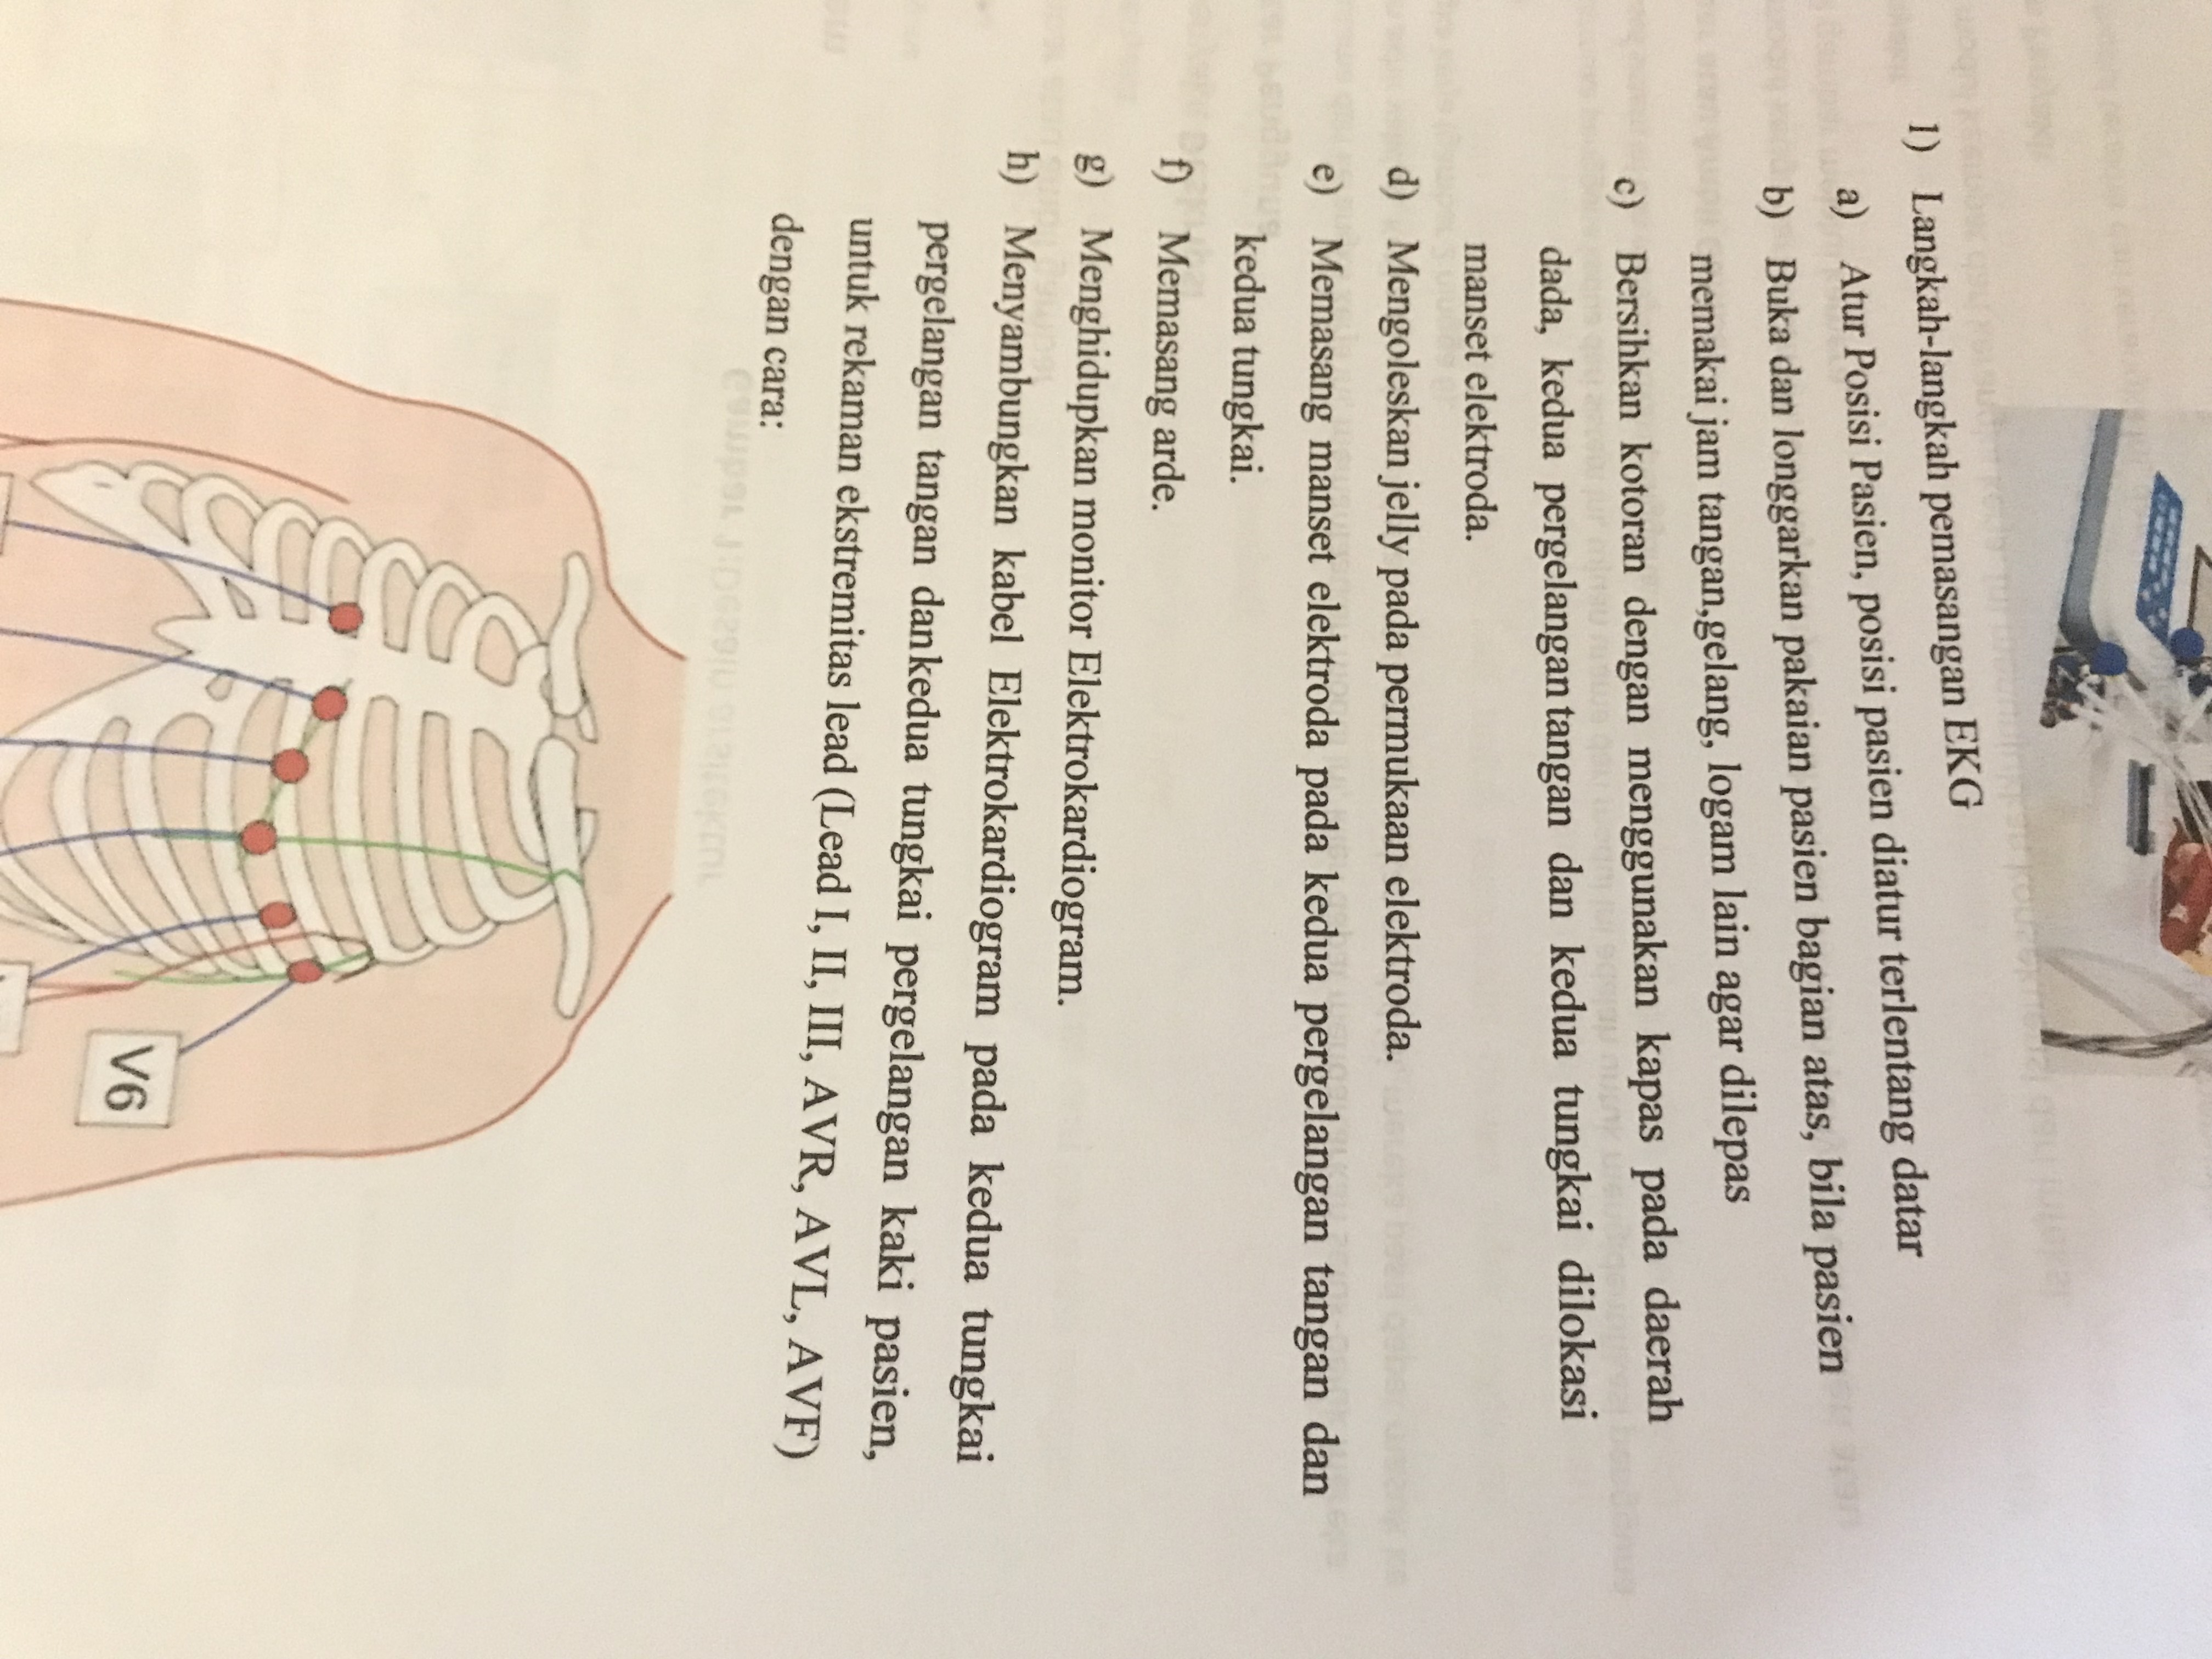 1) Langkah-langkah pemasangan EKG
a) Atur Posisi Pasien, posisi pasien diatur terlentang datar
b) Buka dan longgarkan pakaian pasien bagian atas, bila pasien
memakai jam tangan,gelang, logam lain agar dilepas
c) Bersihkan kotoran dengan menggunakan kapas pada daerah
dada, kedua pergelangan tangan dan kedua tungkai dilokasi
manset elektroda.
d) Mengoleskan jelly pada permukaan elektroda.
e) Memasang manset elektroda pada kedua pergelangan tangan dan
kedua tungkai.
f) Memasang arde.
g) Menghidupkan monitor Elektrokardiogram.
h) Menyambungkan kabel Elektrokardiogram pada kedua tungkai
pergelangan tangan dankedua tungkai pergelangan kaki pasien,
untuk rekaman ekstremitas lead (Lead I, II, III, AVR, AVL, AVF)
dengan cara:
V6